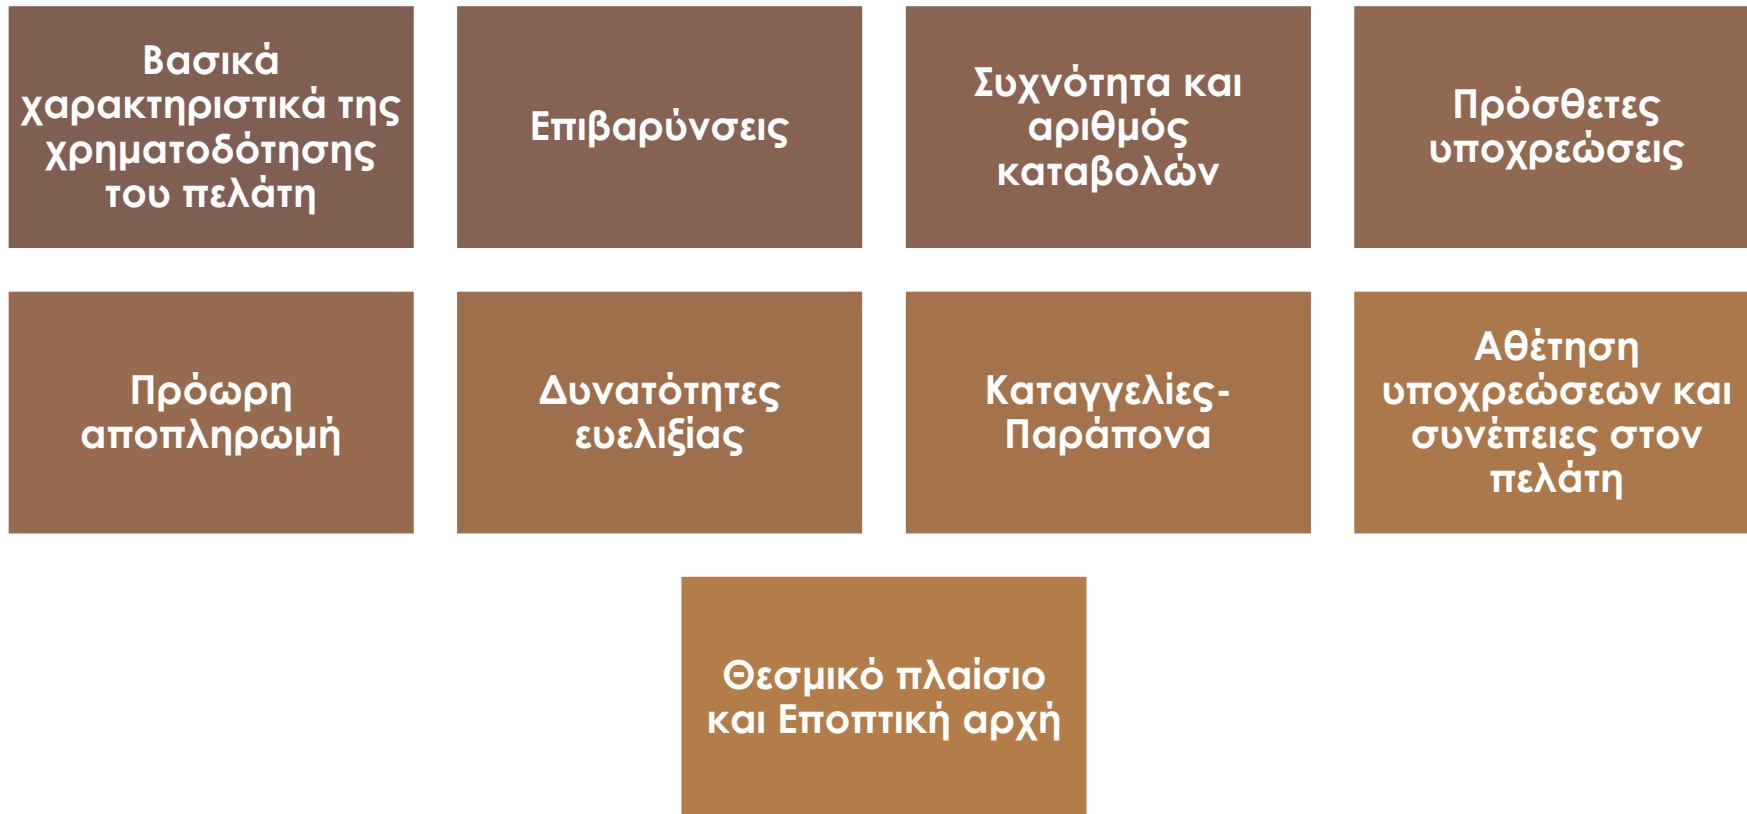 Βασικά
χαρακτηριστικά της
χρηματοδότησης
του πελάτη
Επιβαρύνσεις
Συχνότητα και
αριθμός
καταβολών
Πρόσθετες
υποχρεώσεις
Πρόωρη
αποπληρωμή
Δυνατότητες
ευελιξίας
Καταγγελίες-
Παράπονα
Αθέτηση
υποχρεώσεων και
συνέπειες στον
πελάτη
Θεσμικό πλαίσιο
και Εποπτική αρχή